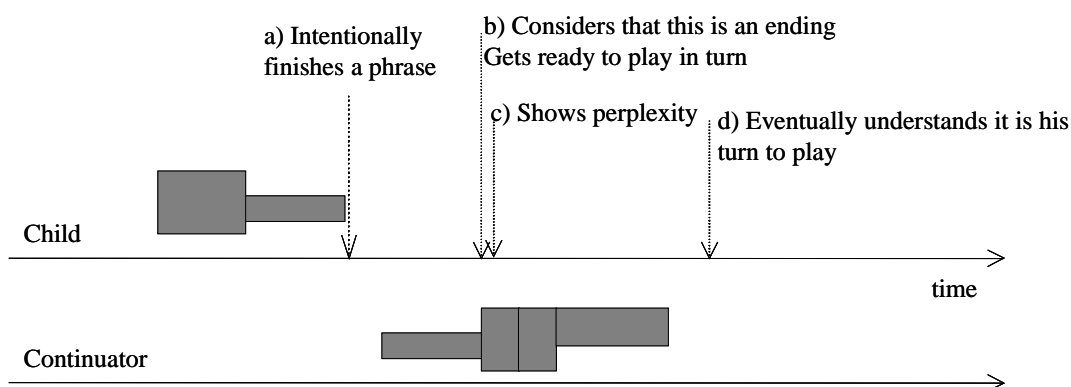 a) Intentionally
finishes a phrase
b) Considers that this is an ending
Gets ready to play in turn
c) Shows perplexity
d) Eventually understands it is his
turn to play
Child
time
Continuator